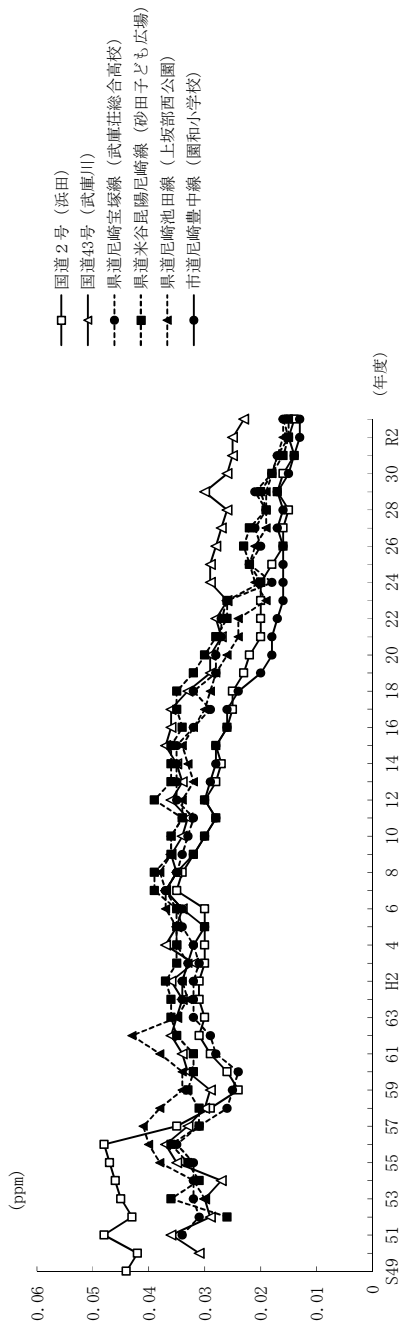 (ppm)
0.06
0.05
0.04
0.03
0.02
0.01
0
S49
51
53
55
57
59
61
63
H2
4
6
8
10
12
14
16
18
20
22
24
26
28
30
R2
(年度)
国道2号（浜田）
国道43号（武庫川）
県道尼崎宝塚線（武庫荘総合高校）
県道米谷昆陽尼崎線（砂田子ども広場）
県道尼崎池田線（上坂部西公園）
市道尼崎豊中線（園和小学校）